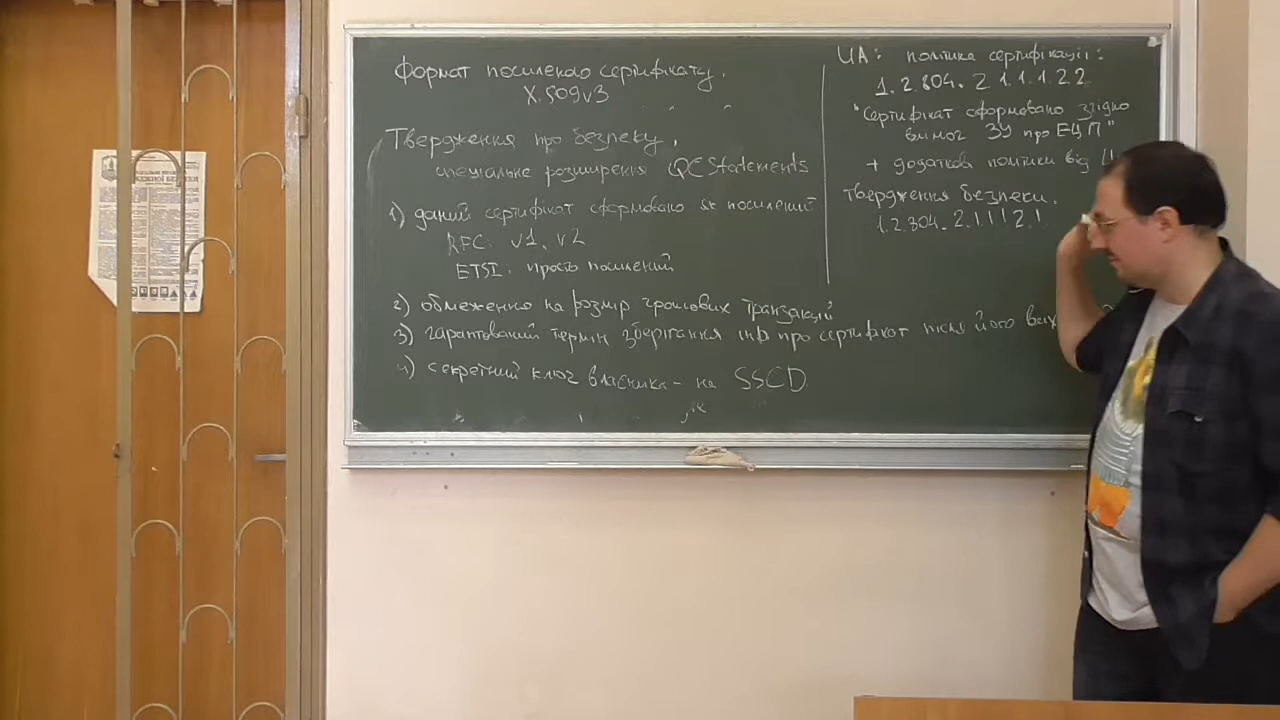 Формат посиленого сертифікату.
X.509v3
Твердження про безпеку.
спеціальне розширення QCStatements
1) даний сертифікат сформовано як посилений
RFC: v1, v2
ETSI: просто посилений
2) обмеження на розмір грошових транзакцій
3) гарантований термін зберігання інф про сертифікат після його
4) секретний ключ власника – на SSCD
UA: політика сертифікації:
1.2.804.2.1.1.1.2.2
"Сертифікат сформовано згідно
вимог ЗУ про ЕЦП"
+ додаткові політики від
Твердження безпеки.
1.2.804.2.1.1.1.2.1